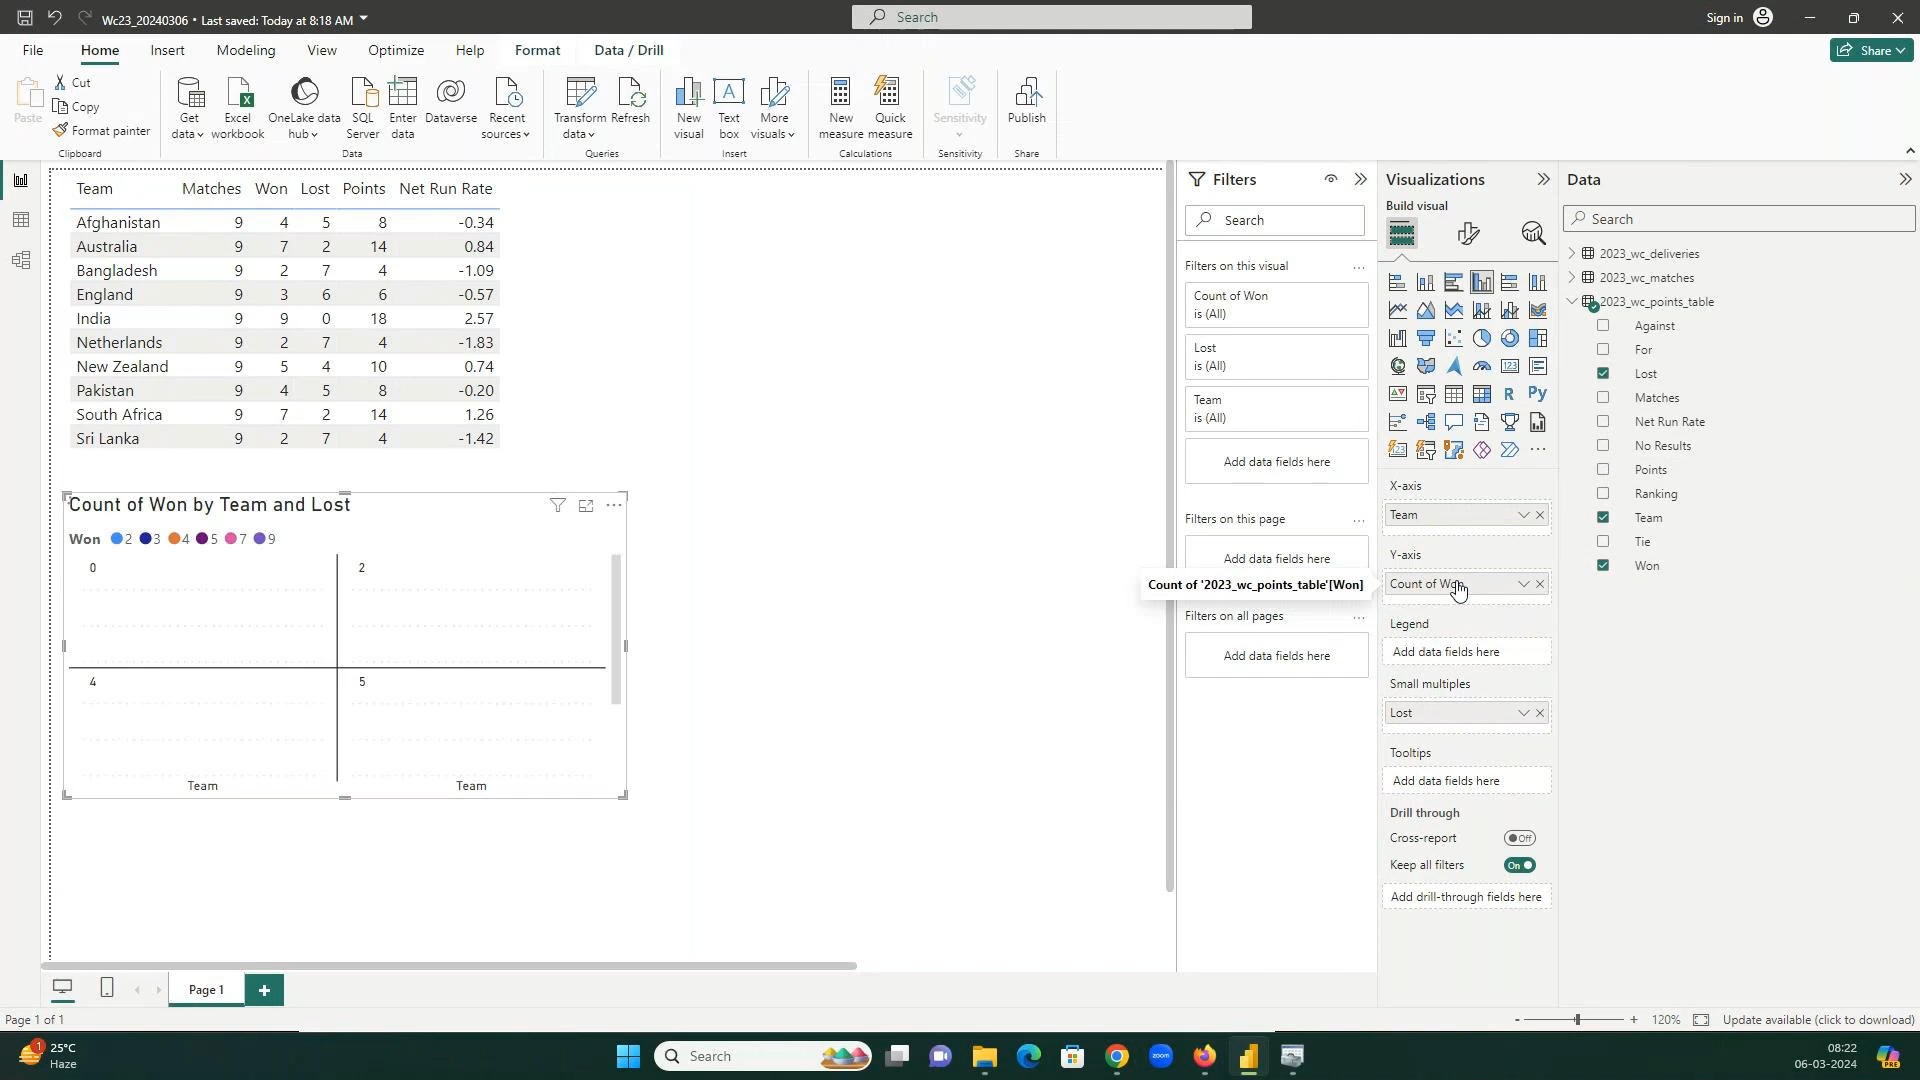 Wc23_20240306 • Last saved: Today at 8:18 AM
Search
Sign in
File
Home
Insert
Modeling
View
Optimize
Help
Format
Data / Drill
Share
Paste
Cut
Copy
Format painter
Clipboard
Get data
Excel workbook
OneLake data hub
SQL Server
Enter data
Dataverse
Recent sources
Data
Transform data
Refresh
Queries
New visual
Text box
More visuals
Insert
New measure
Quick measure
Calculations
Sensitivity
Sensitivity
Publish
Share
Team Matches Won Lost Points Net Run Rate
Afghanistan 9 4 5 8 -0.34
Australia 9 7 2 14 0.84
Bangladesh 9 2 7 4 -1.09
England 9 3 6 6 -0.57
India 9 9 0 18 2.57
Netherlands 9 2 7 4 -1.83
New Zealand 9 5 4 10 0.74
Pakistan 9 4 5 8 -0.20
South Africa 9 7 2 14 1.26
Sri Lanka 9 2 7 4 -1.42
Count of Won by Team and Lost
Won 2 3 4 5 7 9
0 2
4 5
Team Team
Filters
Search
Filters on this visual ...
Count of Won
is (All)
Lost
is (All)
Team
is (All)
Add data fields here
Filters on this page ...
Add data fields here
Count of '2023_wc_points_table'[Won]
Filters on all pages ...
Add data fields here
Visualizations
Build visual
123
R
Py
123
...
X-axis
Team
Y-axis
Count of Won
Legend
Add data fields here
Small multiples
Lost
Tooltips
Add data fields here
Drill through
Cross-report Off
Keep all filters On
Add drill-through fields here
Data
Search
2023_wc_deliveries
2023_wc_matches
2023_wc_points_table
Against
For
Lost
Matches
Net Run Rate
No Results
Points
Ranking
Team
Tie
Won
Page 1
Page 1 of 1
- + 120%
Update available (click to download)
1
25°C
Haze
Search
zoom
08:22
06-03-2024
PRE